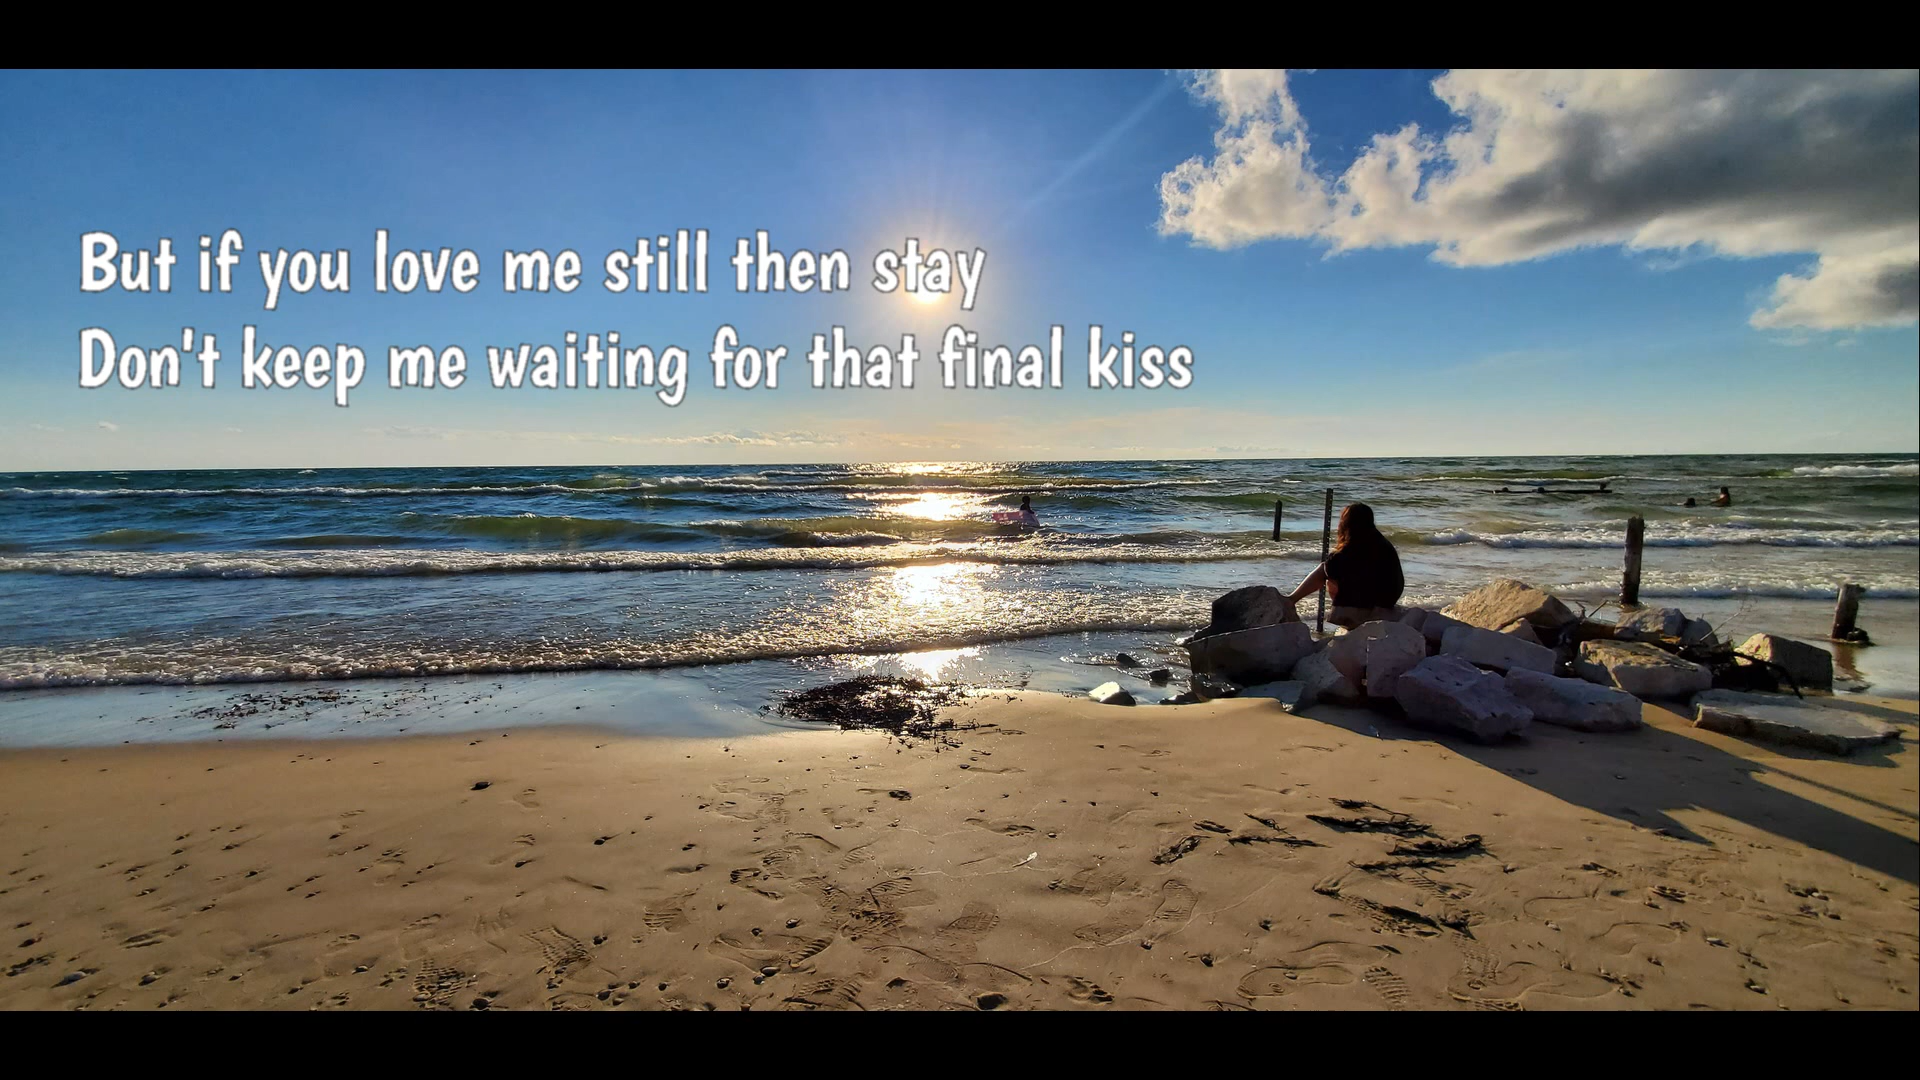 But if you love me still then stay
Don't keep me waiting for that final kiss